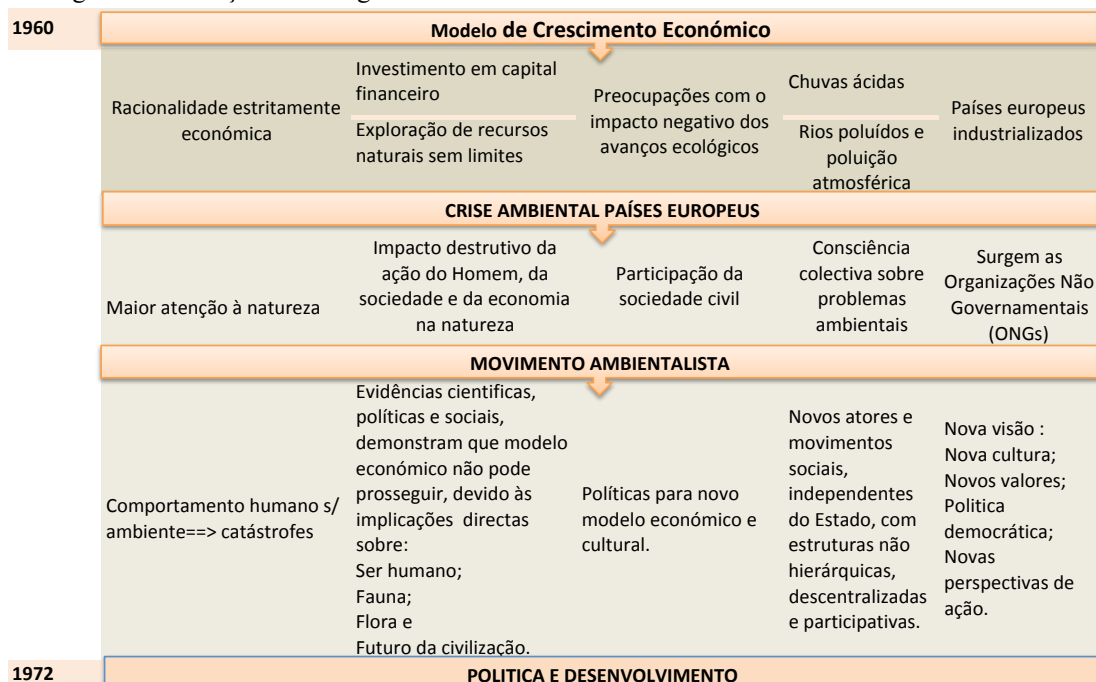 1960
Modelo de Crescimento Económico
Racionalidade estritamente
económica
Investimento em capital
financeiro
Exploração de recursos
naturais sem limites
Preocupações com o
impacto negativo dos
avanços ecológicos
Chuvas ácidas
Rios poluídos e
poluição
atmosférica
Países europeus
industrializados
CRISE AMBIENTAL PAÍSES EUROPEUS
Maior atenção à natureza
Impacto destrutivo da
ação do Homem, da
sociedade e da economia
na natureza
Participação da
sociedade civil
Consciência
colectiva sobre
problemas
ambientais
Surgem as
Organizações Não
Governamentais
(ONGs)
MOVIMENTO AMBIENTALISTA
Comportamento humano s/
ambiente==> catástrofes
Evidências cientificas,
políticas e sociais,
demonstram que modelo
económico não pode
prosseguir, devido às
implicações directas
sobre:
Ser humano;
Fauna;
Flora e
Futuro da civilização.
Políticas para novo
modelo económico e
cultural.
Novos atores e
movimentos
sociais,
independentes
do Estado, com
estruturas não
hierárquicas,
descentralizadas
e participativas.
Nova visão :
Nova cultura;
Novos valores;
Politica
democrática;
Novas
perspectivas de
ação.
1972
POLITICA E DESENVOLVIMENTO